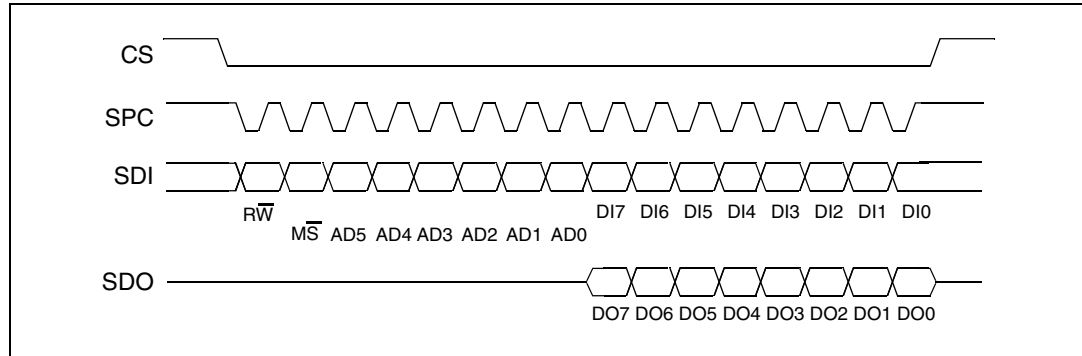 CS
SPC
SDI
RW̅ DI7 DI6 DI5 DI4 DI3 DI2 DI1 DI0
MS̅ AD5 AD4 AD3 AD2 AD1 AD0
SDO
DO7 DO6 DO5 DO4 DO3 DO2 DO1 DO0